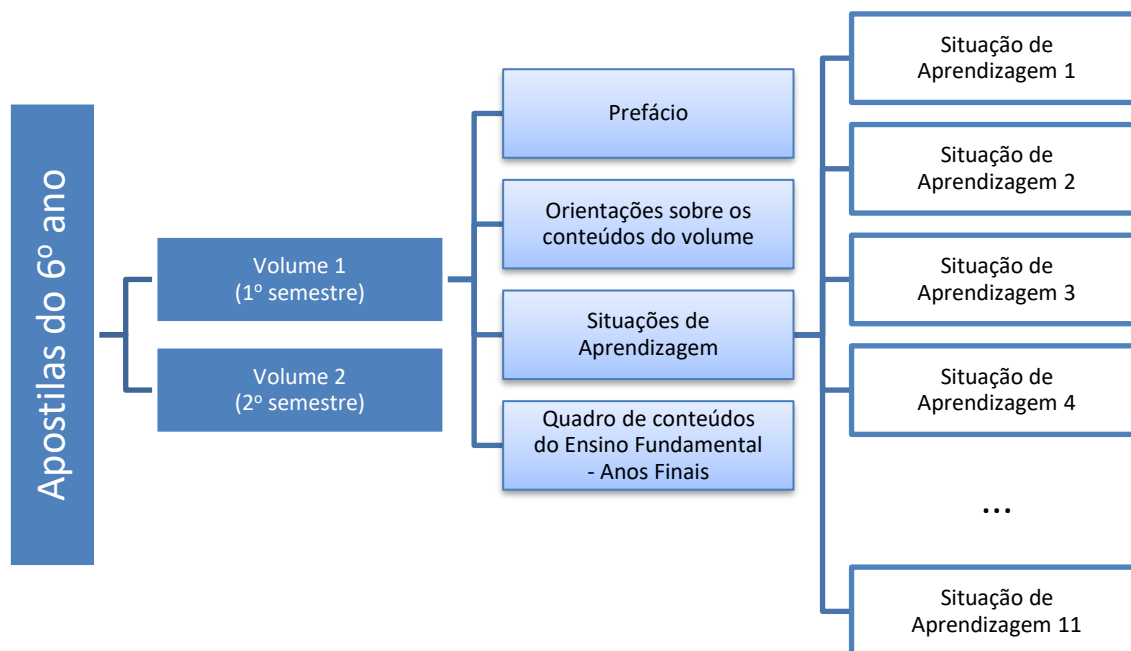 Apostilas do 6º ano
Volume 1
(1º semestre)
Volume 2
(2º semestre)
Prefácio
Orientações sobre os
conteúdos do volume
Situações de
Aprendizagem
Quadro de conteúdos
do Ensino Fundamental
- Anos Finais
Situação de
Aprendizagem 1
Situação de
Aprendizagem 2
Situação de
Aprendizagem 3
Situação de
Aprendizagem 4
...
Situação de
Aprendizagem 11